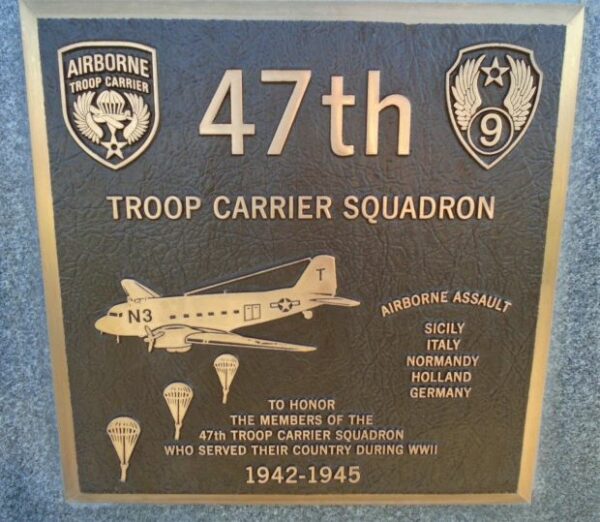 AIRBORNE
TROOP CARRIER
47th
9
TROOP CARRIER SQUADRON
T
N3
AIRBORNE ASSAULT
SICILY
ITALY
NORMANDY
HOLLAND
GERMANY
TO HONOR
THE MEMBERS OF THE
47th TROOP CARRIER SQUADRON
WHO SERVED THEIR COUNTRY DURING WWII
1942-1945